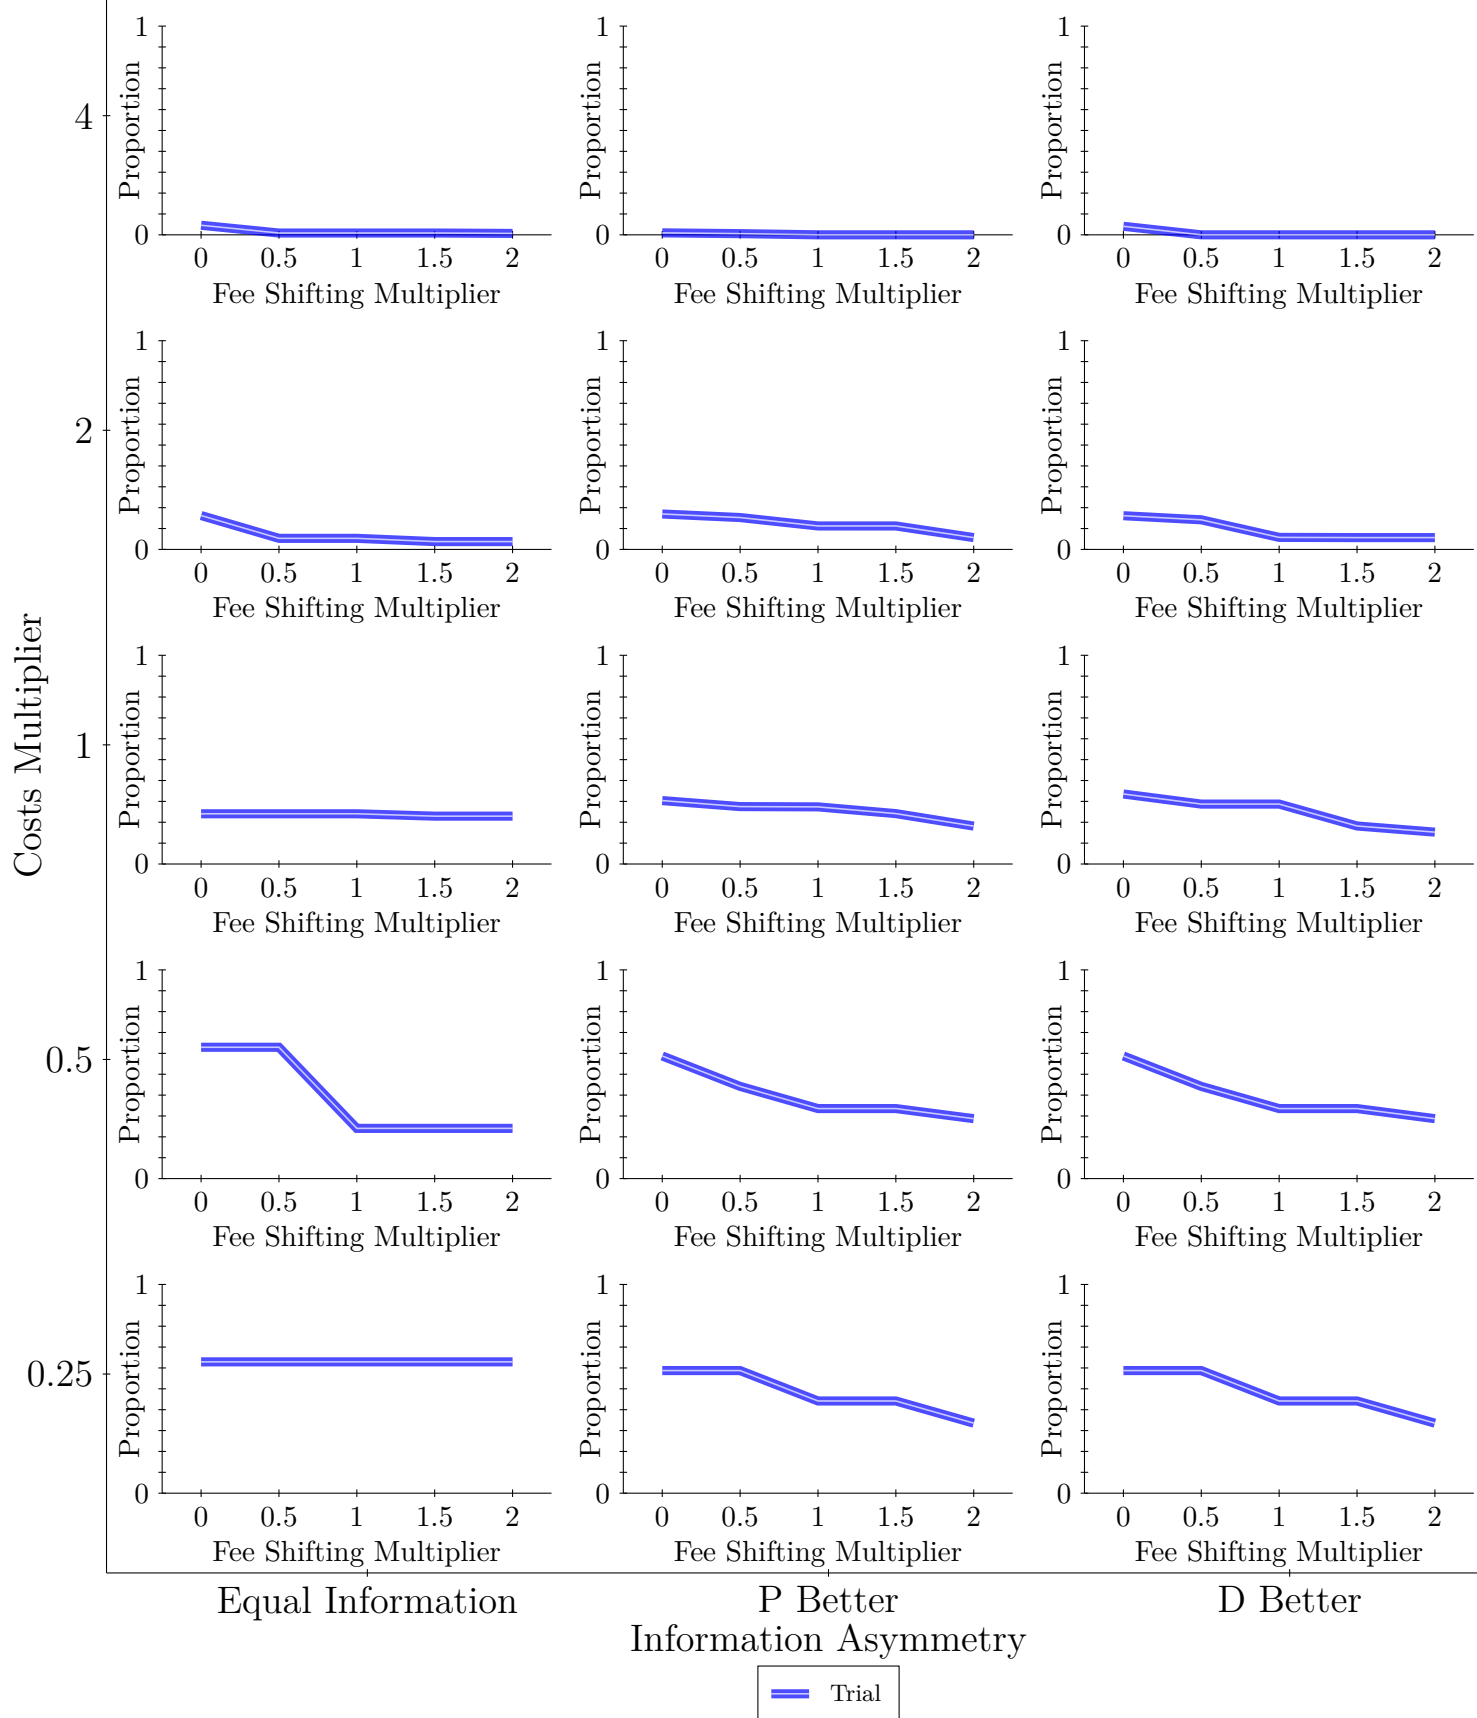 1
Proportion
0
0 0.5 1 1.5 2
Fee Shifting Multiplier
1
Proportion
0
0 0.5 1 1.5 2
Fee Shifting Multiplier
1
Proportion
0
0 0.5 1 1.5 2
Fee Shifting Multiplier
4
1
Proportion
0
0 0.5 1 1.5 2
Fee Shifting Multiplier
1
Proportion
0
0 0.5 1 1.5 2
Fee Shifting Multiplier
1
Proportion
0
0 0.5 1 1.5 2
Fee Shifting Multiplier
2
Costs Multiplier
1
Proportion
0
0 0.5 1 1.5 2
Fee Shifting Multiplier
1
Proportion
0
0 0.5 1 1.5 2
Fee Shifting Multiplier
1
Proportion
0
0 0.5 1 1.5 2
Fee Shifting Multiplier
1
1
Proportion
0
0 0.5 1 1.5 2
Fee Shifting Multiplier
1
Proportion
0
0 0.5 1 1.5 2
Fee Shifting Multiplier
1
Proportion
0
0 0.5 1 1.5 2
Fee Shifting Multiplier
0.5
1
Proportion
0
0 0.5 1 1.5 2
Fee Shifting Multiplier
1
Proportion
0
0 0.5 1 1.5 2
Fee Shifting Multiplier
1
Proportion
0
0 0.5 1 1.5 2
Fee Shifting Multiplier
0.25
Equal Information
P Better
D Better
Information Asymmetry
Trial